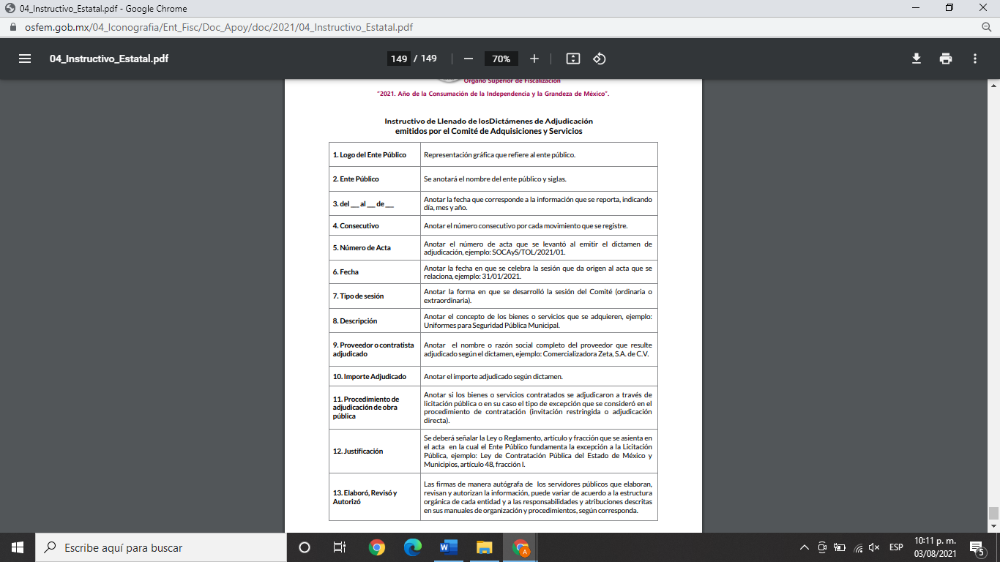 04_Instructivo_Estatal.pdf - Google Chrome
osfem.gob.mx/04_Iconografia/Ent_Fisc/Doc_Apoy/doc/2021/04_Instructivo_Estatal.pdf
04_Instructivo_Estatal.pdf
149 / 149
70%
Órgano Superior de Fiscalización
"2021. Año de la Consumación de la Independencia y la Grandeza de México".
Instructivo de Llenado de losDictámenes de Adjudicación
emitidos por el Comité de Adquisiciones y Servicios
1. Logo del Ente Público
Representación gráfica que refiere al ente público.
2. Ente Público
Se anotará el nombre del ente público y siglas.
3. del ___ al ___ de ___
Anotar la fecha que corresponde a la información que se reporta, indicando
día, mes y año.
4. Consecutivo
Anotar el número consecutivo por cada movimiento que se registre.
5. Número de Acta
Anotar el número de acta que se levantó al emitir el dictamen de
adjudicación, ejemplo: SOCAyS/TOL/2021/01.
6. Fecha
Anotar la fecha en que se celebra la sesión que da origen al acta que se
relaciona, ejemplo: 31/01/2021.
7. Tipo de sesión
Anotar la forma en que se desarrolló la sesión del Comité (ordinaria o
extraordinaria).
8. Descripción
Anotar el concepto de los bienes o servicios que se adquieren, ejemplo:
Uniformes para Seguridad Pública Municipal.
9. Proveedor o contratista
adjudicado
Anotar el nombre o razón social completo del proveedor que resulte
adjudicado según el dictamen, ejemplo: Comercializadora Zeta, S.A. de C.V.
10. Importe Adjudicado
Anotar el importe adjudicado según dictamen.
11. Procedimiento de
adjudicación de obra
pública
Anotar si los bienes o servicios contratados se adjudicaron a través de
licitación pública o en su caso el tipo de excepción que se consideró en el
procedimiento de contratación (invitación restringida o adjudicación
directa).
12. Justificación
Se deberá señalar la Ley o Reglamento, artículo y fracción que se asienta en
el acta en la cual el Ente Público fundamenta la excepción a la Licitación
Pública, ejemplo: Ley de Contratación Pública del Estado de México y
Municipios, artículo 48, fracción I.
13. Elaboró, Revisó y
Autorizó
Las firmas de manera autógrafa de los servidores públicos que elaboran,
revisan y autorizan la información, puede variar de acuerdo a la estructura
orgánica de cada entidad y a las responsabilidades y atribuciones descritas
en sus manuales de organización y procedimientos, según corresponda.
Escribe aquí para buscar
ESP
10:11 p. m.
03/08/2021
5